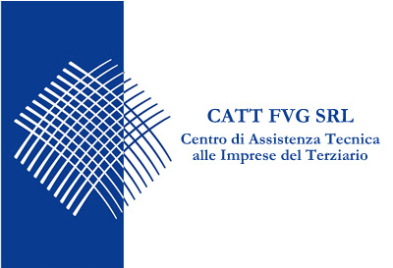 CATT FVG SRL
Centro di Assistenza Tecnica
alle Imprese del Terziario